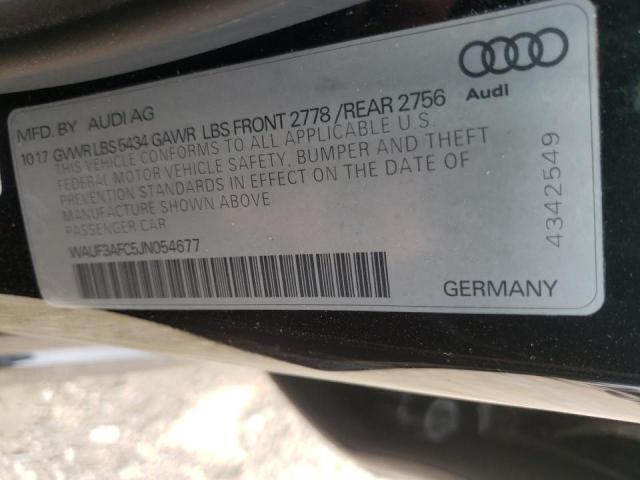 MFD. BY AUDI AG
1017 GVWR LBS 5434 GAWR LBS FRONT 2778 / REAR 2756
THIS VEHICLE CONFORMS TO ALL APPLICABLE U.S.
FEDERAL MOTOR VEHICLE SAFETY, BUMPER AND THEFT
PREVENTION STANDARDS IN EFFECT ON THE DATE OF
MANUFACTURE SHOWN ABOVE
PASSENGER CAR
WAUF3AFC5JN054677
Audi
4342549
GERMANY